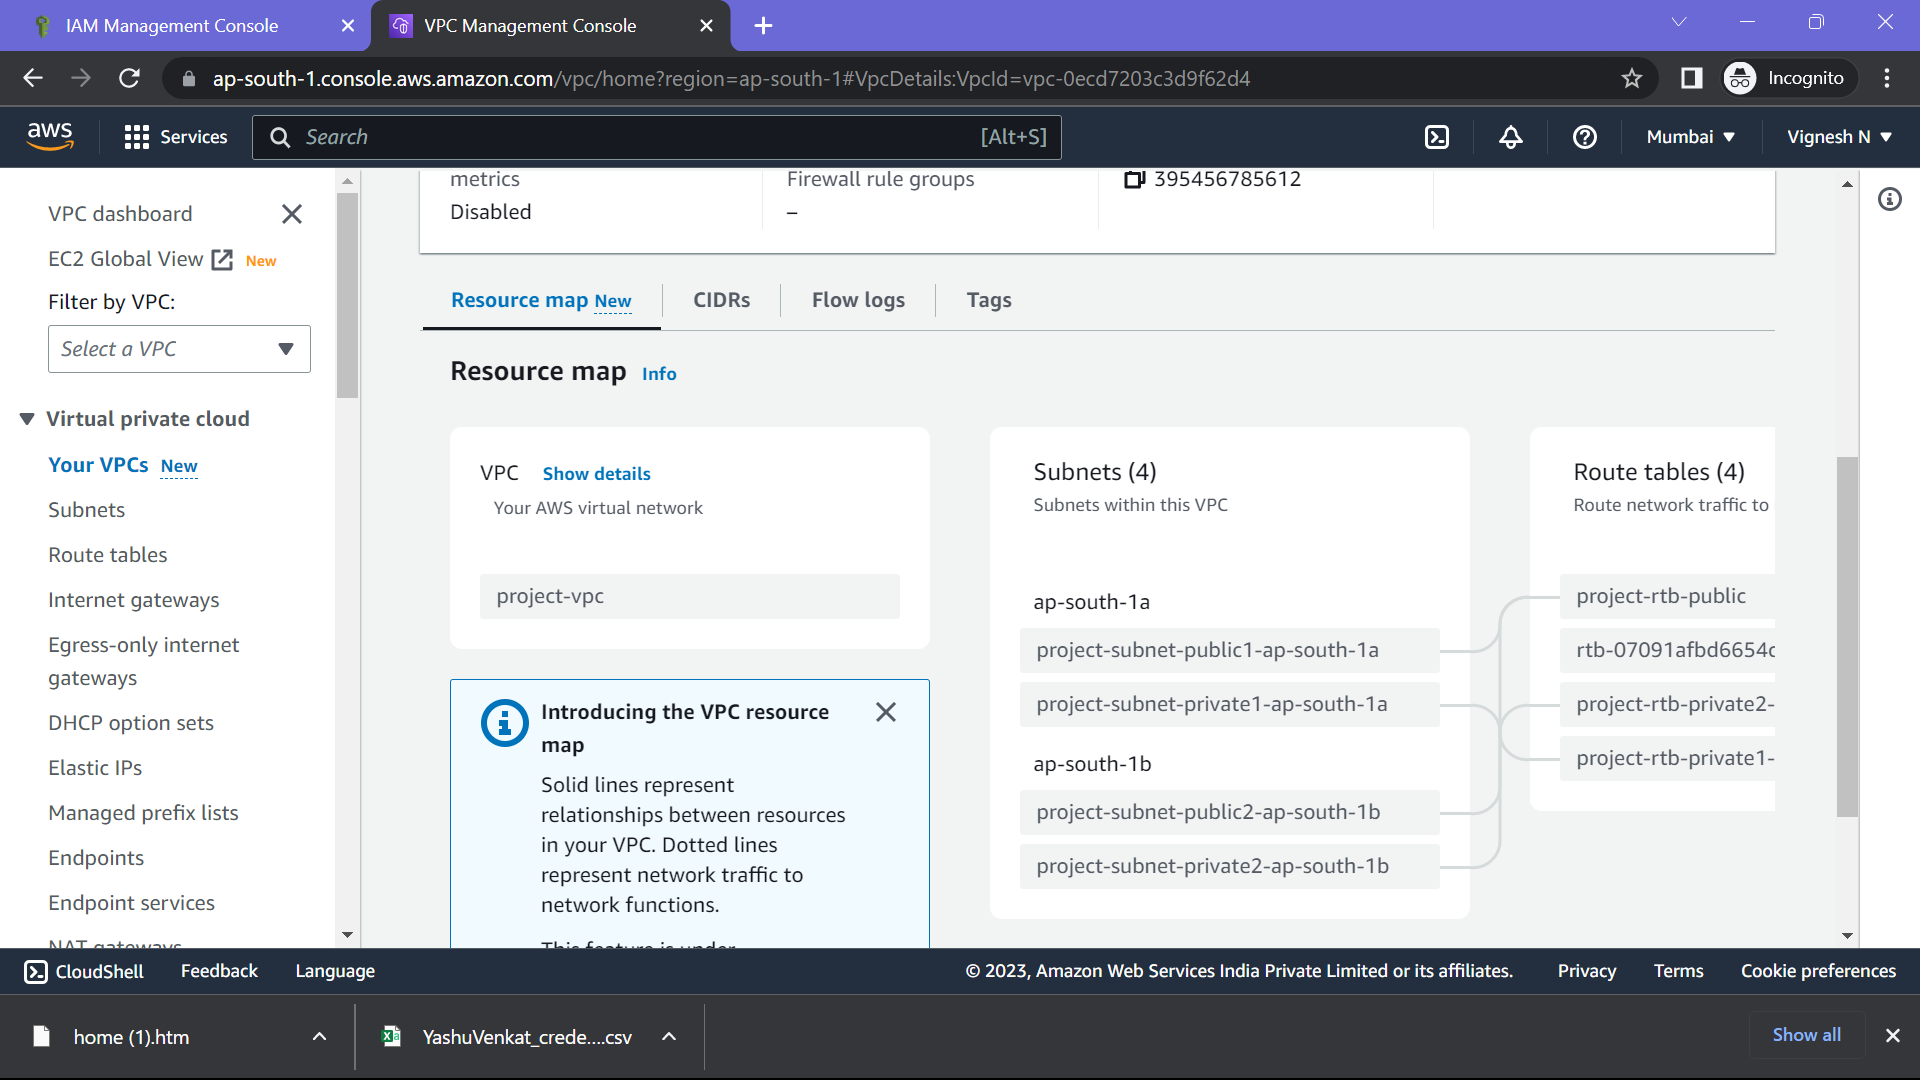 IAM Management Console
VPC Management Console
ap-south-1.console.aws.amazon.com/vpc/home?region=ap-south-1#VpcDetails:VpcId=vpc-0ecd7203c3d9f62d4
Incognito
aws
Services
Search
[Alt+S]
Mumbai
Vignesh N
VPC dashboard
EC2 Global View New
Filter by VPC:
Select a VPC
Virtual private cloud
Your VPCs New
Subnets
Route tables
Internet gateways
Egress-only internet
gateways
DHCP option sets
Elastic IPs
Managed prefix lists
Endpoints
Endpoint services
NAT gateways
metrics
Disabled
Firewall rule groups
–
395456785612
Resource map New
CIDRs
Flow logs
Tags
Resource map Info
VPC Show details
Your AWS virtual network
project-vpc
Introducing the VPC resource
map
Solid lines represent
relationships between resources
in your VPC. Dotted lines
represent network traffic to
network functions.
This feature is under
Subnets (4)
Subnets within this VPC
ap-south-1a
project-subnet-public1-ap-south-1a
project-subnet-private1-ap-south-1a
ap-south-1b
project-subnet-public2-ap-south-1b
project-subnet-private2-ap-south-1b
Route tables (4)
Route network traffic to
project-rtb-public
rtb-07091afbd6654c
project-rtb-private2-
project-rtb-private1-
CloudShell
Feedback
Language
© 2023, Amazon Web Services India Private Limited or its affiliates.
Privacy
Terms
Cookie preferences
home (1).htm
YashuVenkat_crede....csv
Show all